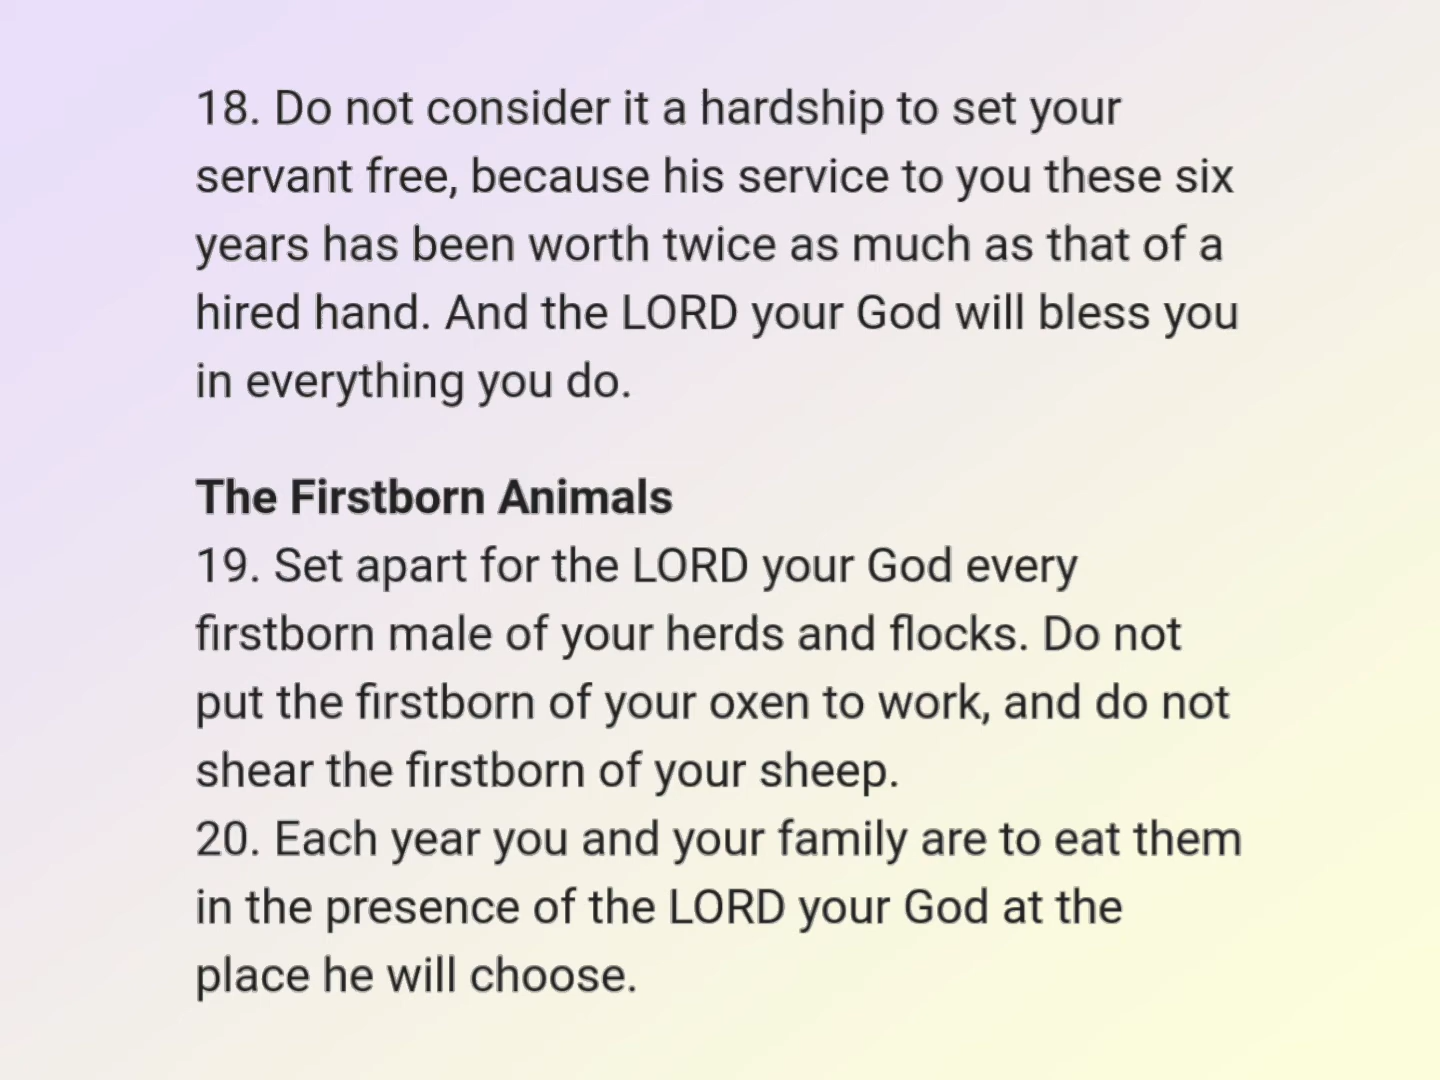 18. Do not consider it a hardship to set your
servant free, because his service to you these six
years has been worth twice as much as that of a
hired hand. And the LORD your God will bless you
in everything you do.
The Firstborn Animals
19. Set apart for the LORD your God every
firstborn male of your herds and flocks. Do not
put the firstborn of your oxen to work, and do not
shear the firstborn of your sheep.
20. Each year you and your family are to eat them
in the presence of the LORD your God at the
place he will choose.